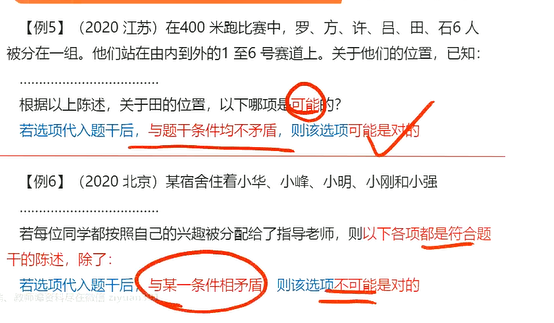 【例5】（2020 江苏）在400 米跑比赛中，罗、方、许、吕、田、石6 人
被分在一组。他们站在由内到外的1 至6 号赛道上。关于他们的位置，已知：
....................................
根据以上陈述，关于田的位置，以下哪项是可能的？
若选项代入题干后，与题干条件均不矛盾，则该选项可能是对的
【例6】（2020 北京）某宿舍住着小华、小峰、小明、小刚和小强
....................................
若每位同学都按照自己的兴趣被分配给了指导老师，则以下各项都是符合题
干的陈述，除了：
若选项代入题干后，与某一条件相矛盾，则该选项不可能是对的